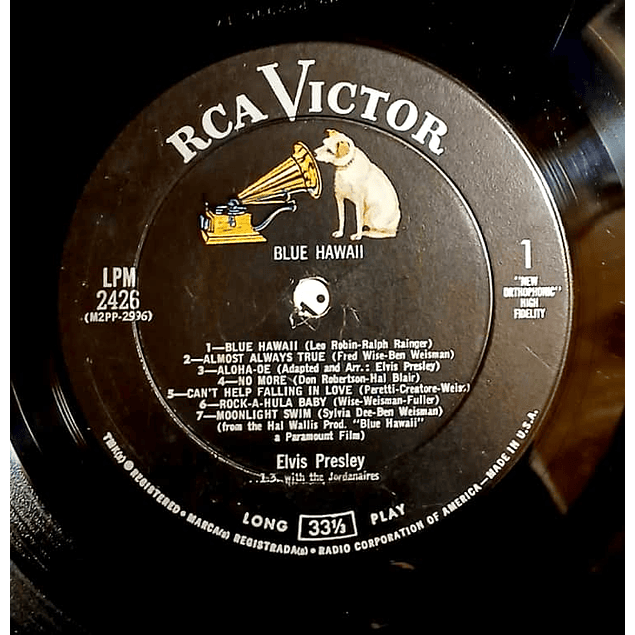 RCA VICTOR
BLUE HAWAII
LPM
2426
(M2PP-2996)
1
"NEW
ORTHOPHONIC"
HIGH
FIDELITY
1—BLUE HAWAII (Leo Robin-Ralph Rainger)
2—ALMOST ALWAYS TRUE (Fred Wise-Ben Weisman)
3—ALOHA-OE (Adapted and Arr.: Elvis Presley)
4—NO MORE (Don Robertson-Hal Blair)
5—CAN'T HELP FALLING IN LOVE (Peretti-Creatore-Weiss)
6—ROCK-A-HULA BABY (Wise-Weisman-Fuller)
7—MOONLIGHT SWIM (Sylvia Dee-Ben Weisman)
(from the Hal Wallis Prod. "Blue Hawaii"
a Paramount Film)
Elvis Presley
1.3. with the Jordanaires
LONG 33⅓ PLAY
TMK(s) ® REGISTERED • MARCA(s) REGISTRADA(s) • RADIO CORPORATION OF AMERICA—MADE IN U.S.A.